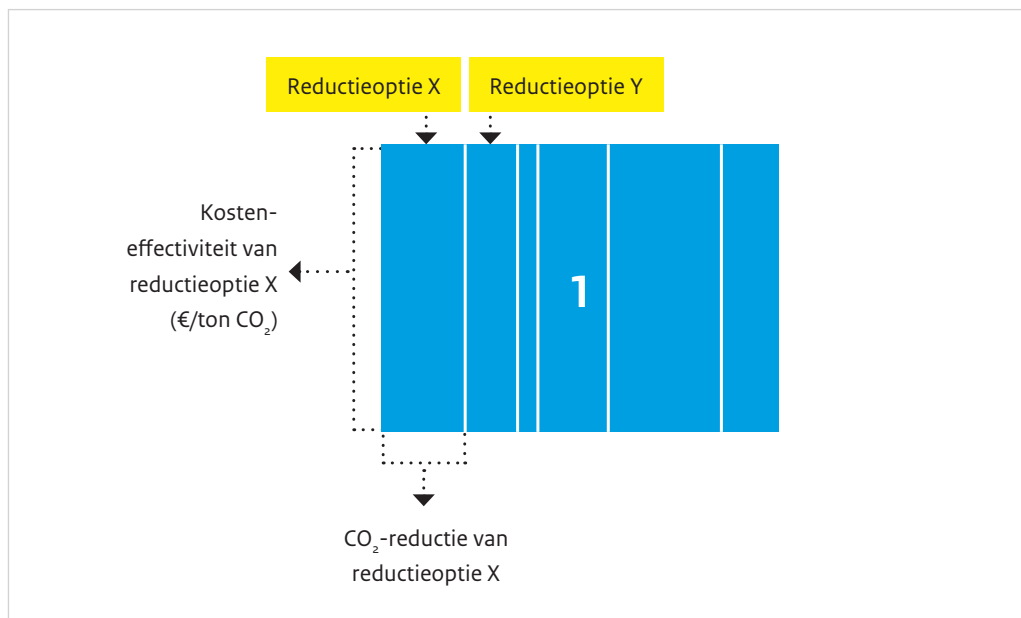 Reductieoptie X
Reductieoptie Y
Kosten-
effectiviteit van
reductieoptie X
(€/ton CO₂)
1
CO₂-reductie van
reductieoptie X